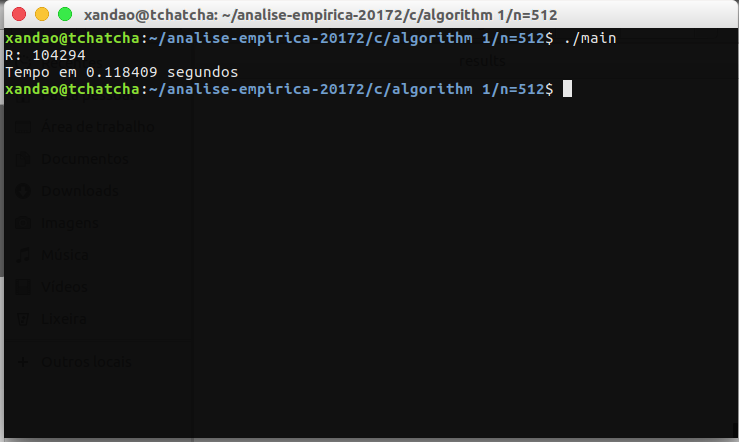 xandao@tchatcha: ~/analise-empirica-20172/c/algorithm 1/n=512
xandao@tchatcha:~/analise-empirica-20172/c/algorithm 1/n=512$ ./main
R: 104294
Tempo em 0.118409 segundos
xandao@tchatcha:~/analise-empirica-20172/c/algorithm 1/n=512$
results
Área de trabalho
Documentos
Downloads
Imagens
Música
Vídeos
Lixeira
+ Outros locais